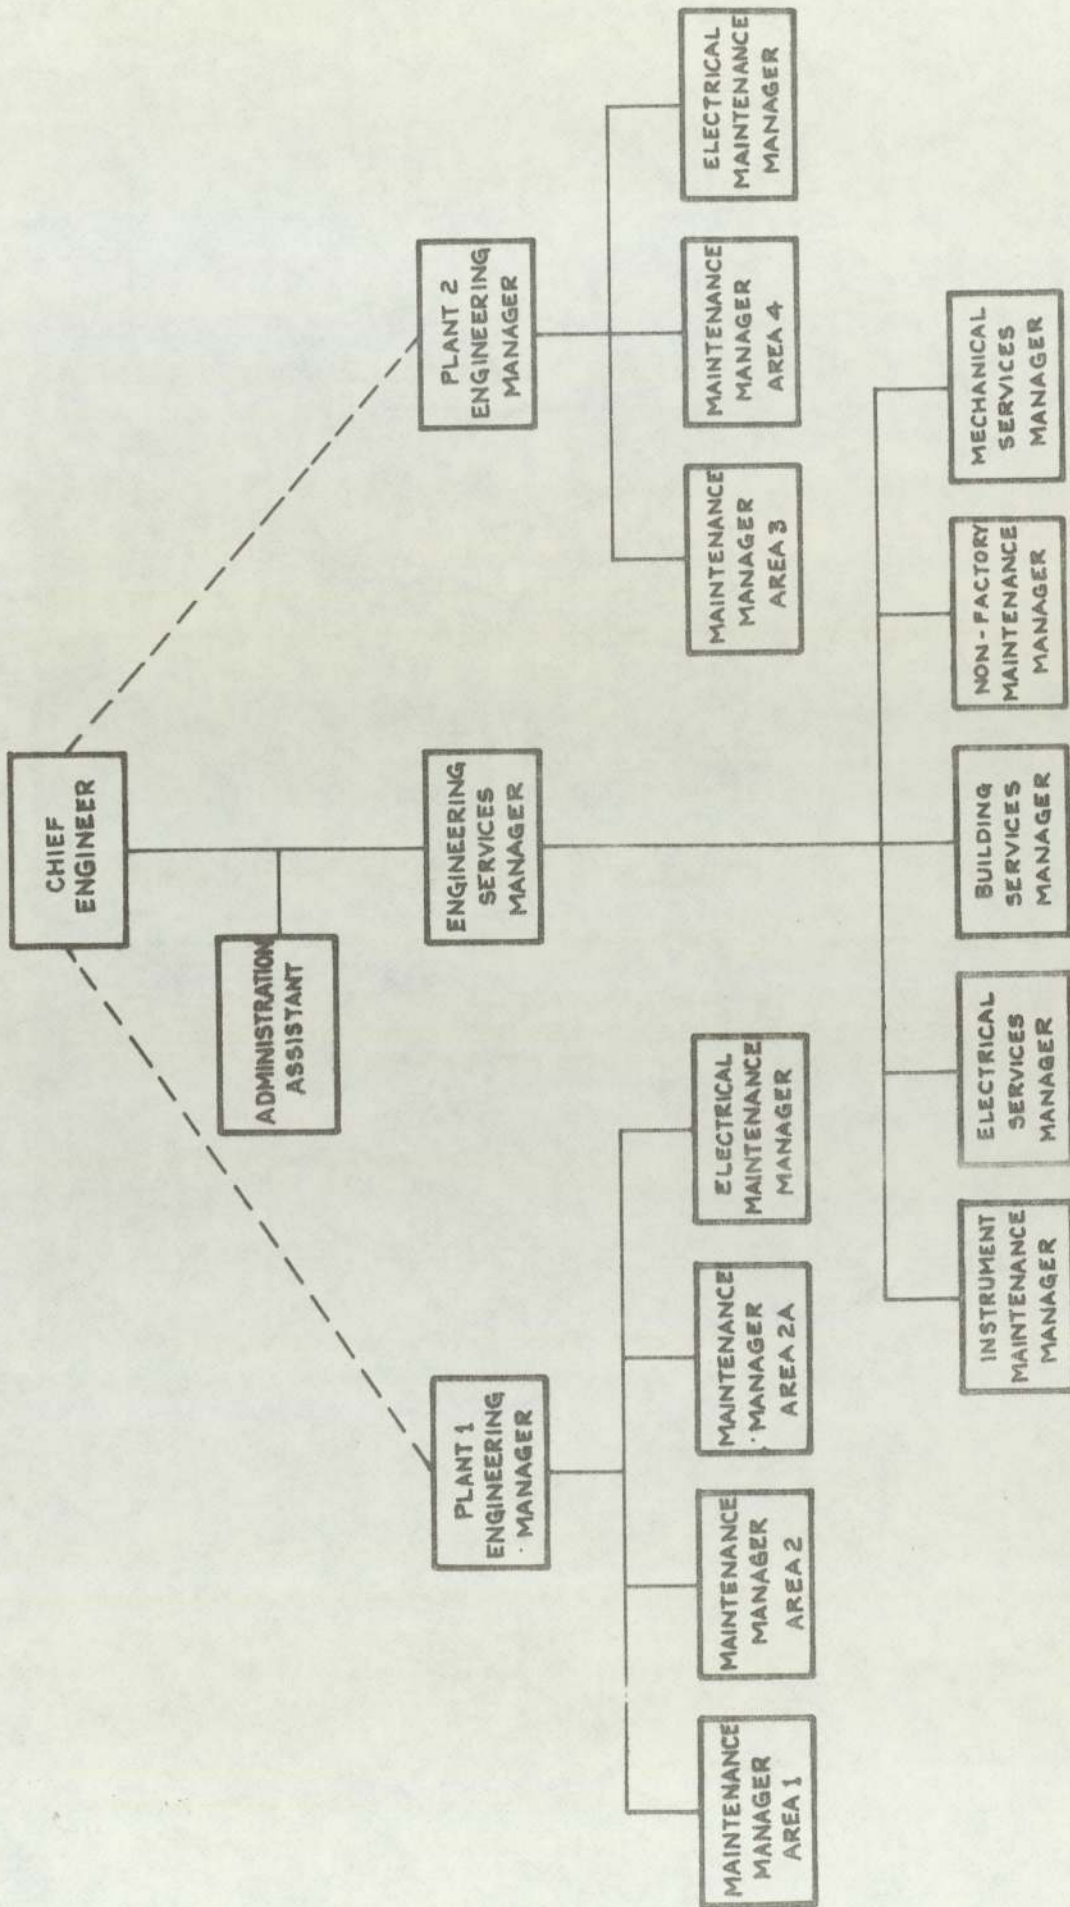 CHIEF
ENGINEER
ADMINISTRATION
ASSISTANT
PLANT 1
ENGINEERING
MANAGER
ENGINEERING
SERVICES
MANAGER
PLANT 2
ENGINEERING
MANAGER
MAINTENANCE
MANAGER
AREA 1
MAINTENANCE
MANAGER
AREA 2
MAINTENANCE
MANAGER
AREA 2A
ELECTRICAL
MAINTENANCE
MANAGER
MAINTENANCE
MANAGER
AREA 3
MAINTENANCE
MANAGER
AREA 4
ELECTRICAL
MAINTENANCE
MANAGER
INSTRUMENT
MAINTENANCE
MANAGER
ELECTRICAL
SERVICES
MANAGER
BUILDING
SERVICES
MANAGER
NON-FACTORY
MAINTENANCE
MANAGER
MECHANICAL
SERVICES
MANAGER